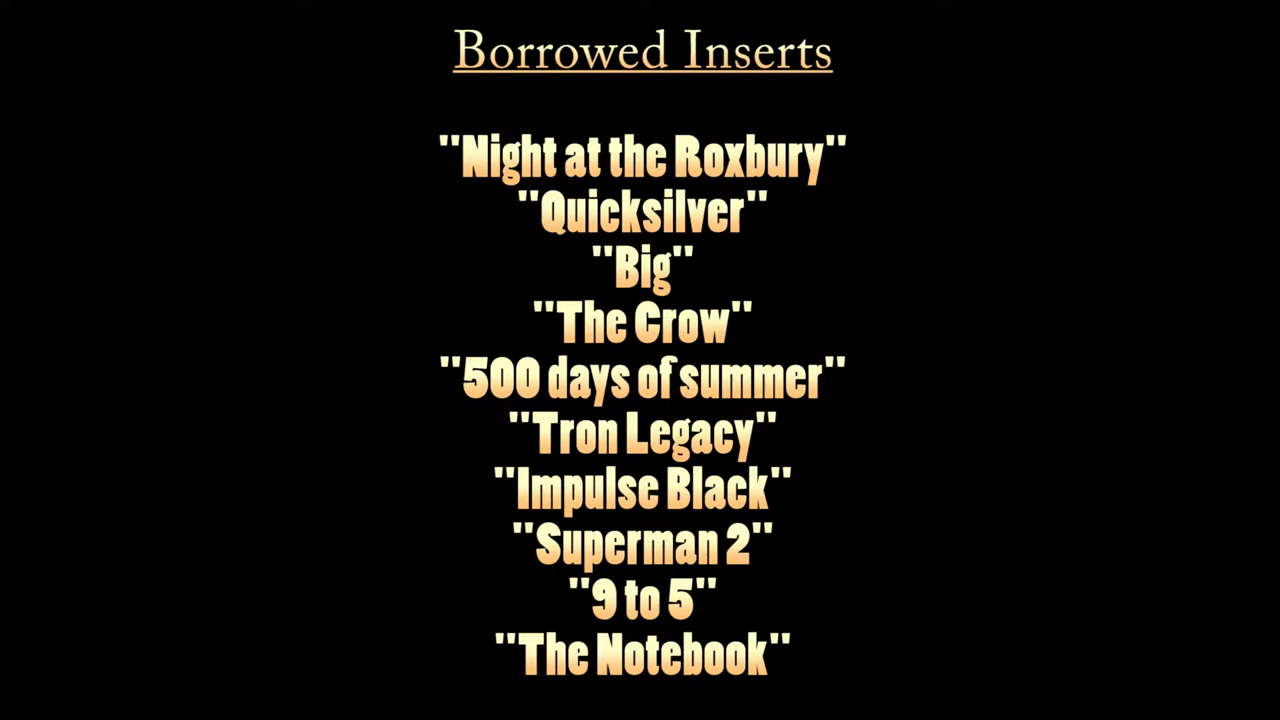 Borrowed Inserts
"Night at the Roxbury"
"Quicksilver"
"Big"
"The Crow"
"500 days of summer"
"Tron Legacy"
"Impulse Black"
"Superman 2"
"9 to 5"
"The Notebook"